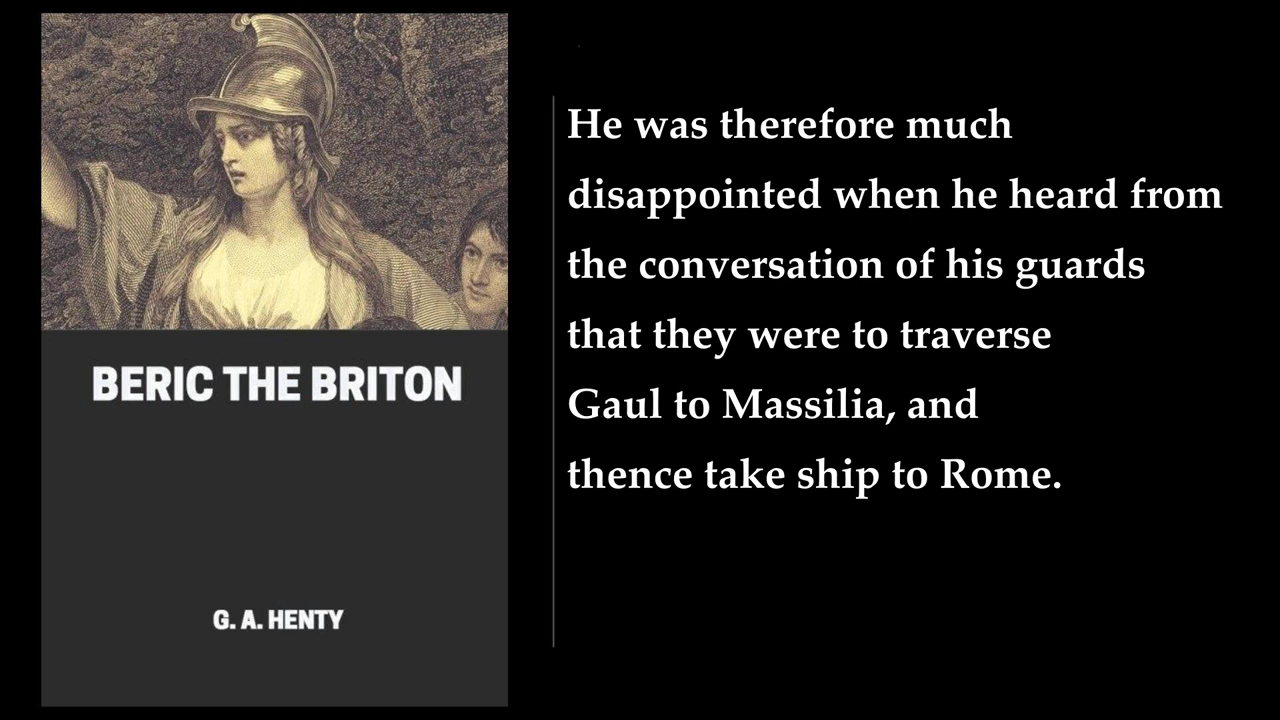 BERIC THE BRITON
G. A. HENTY
He was therefore much
disappointed when he heard from
the conversation of his guards
that they were to traverse
Gaul to Massilia, and
thence take ship to Rome.